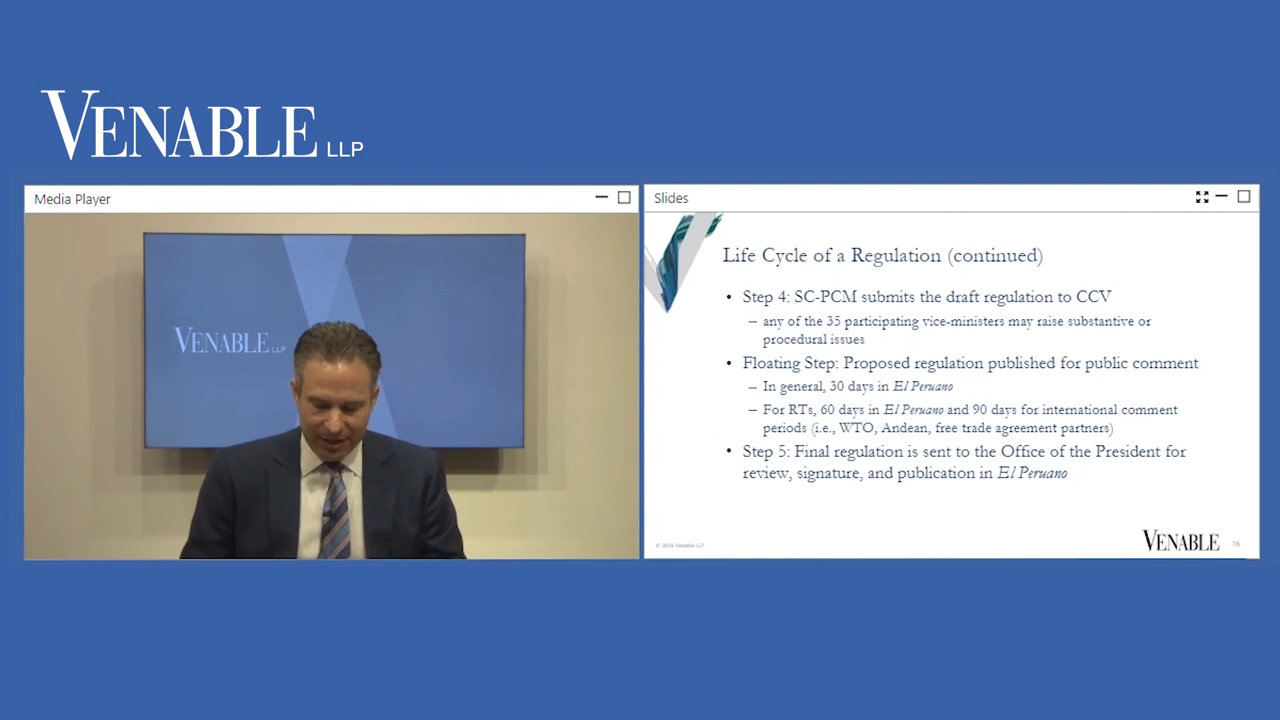 VENABLE LLP
Media Player
VENABLE LLP
Slides
Life Cycle of a Regulation (continued)
• Step 4: SC-PCM submits the draft regulation to CCV
– any of the 35 participating vice-ministers may raise substantive or
procedural issues
• Floating Step: Proposed regulation published for public comment
– In general, 30 days in El Peruano
– For RTs, 60 days in El Peruano and 90 days for international comment
periods (i.e., WTO, Andean, free trade agreement partners)
• Step 5: Final regulation is sent to the Office of the President for
review, signature, and publication in El Peruano
© 2018 Venable LLP
VENABLE
16